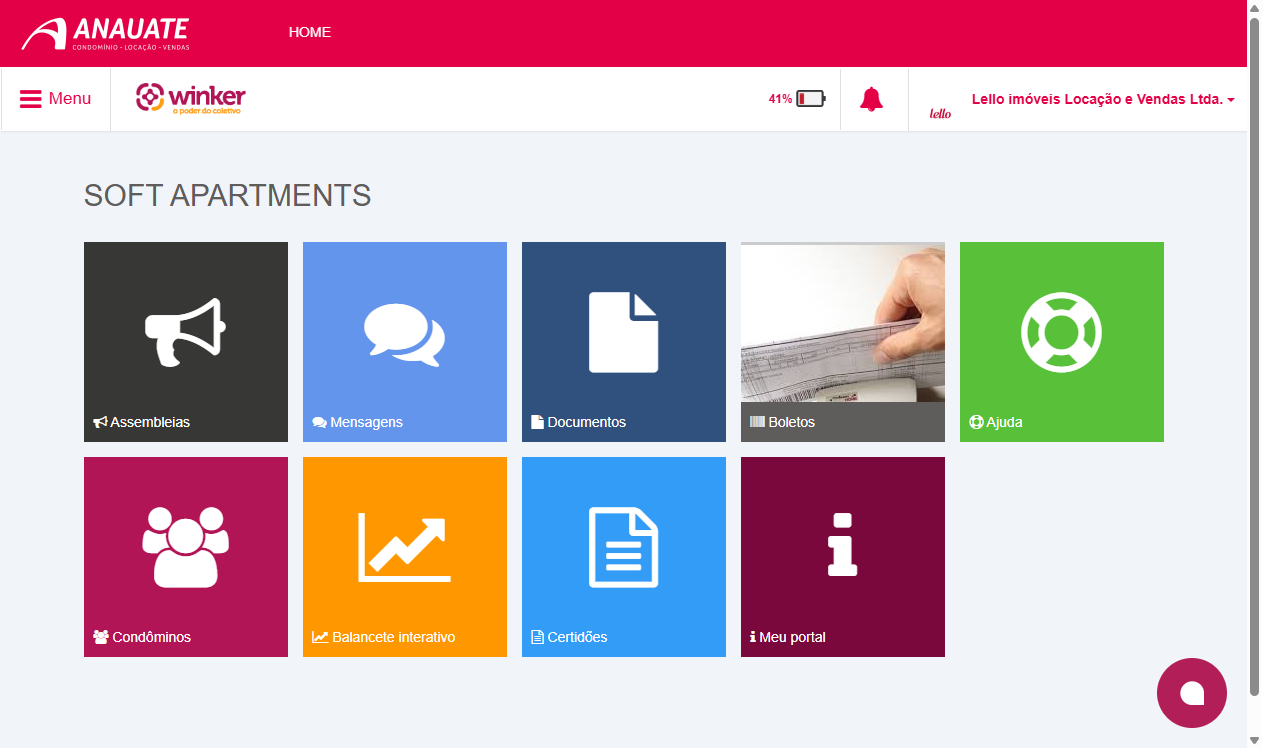 ANAUATE
CONDOMÍNIO • LOCAÇÃO • VENDAS
HOME
Menu
winker
o poder do coletivo
41%
lello
Lello imóveis Locação e Vendas Ltda.
SOFT APARTMENTS
Assembleias
Mensagens
Documentos
Boletos
Ajuda
Condôminos
Balancete interativo
Certidões
Meu portal